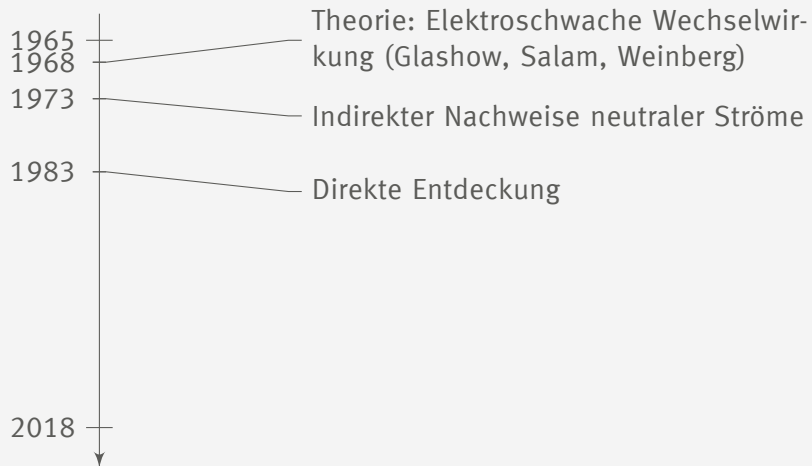 1965
Theorie: Elektroschwache Wechselwir-
1968
kung (Glashow, Salam, Weinberg)
1973
Indirekter Nachweise neutraler Ströme
1983
Direkte Entdeckung
2018